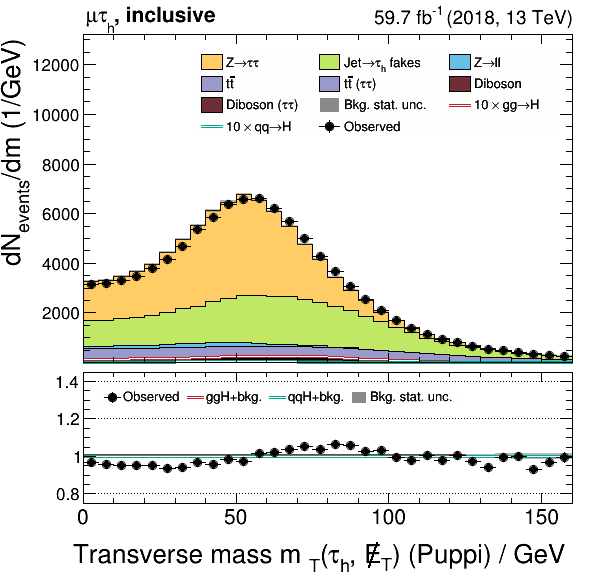 μτh, inclusive 59.7 fb⁻¹ (2018, 13 TeV)
dNevents/dm (1/GeV)
12000
10000
8000
6000
4000
2000
Z→ττ Jet→τh fakes Z→ll
tt̄ tt̄ (ττ) Diboson
Diboson (ττ) Bkg. stat. unc. 10 × gg→H
10 × qq→H Observed
1.4
1.2
1
0.8
Observed ggH+bkg. qqH+bkg. Bkg. stat. unc.
0 50 100 150
Transverse mass m T(τh, E̸T) (Puppi) / GeV